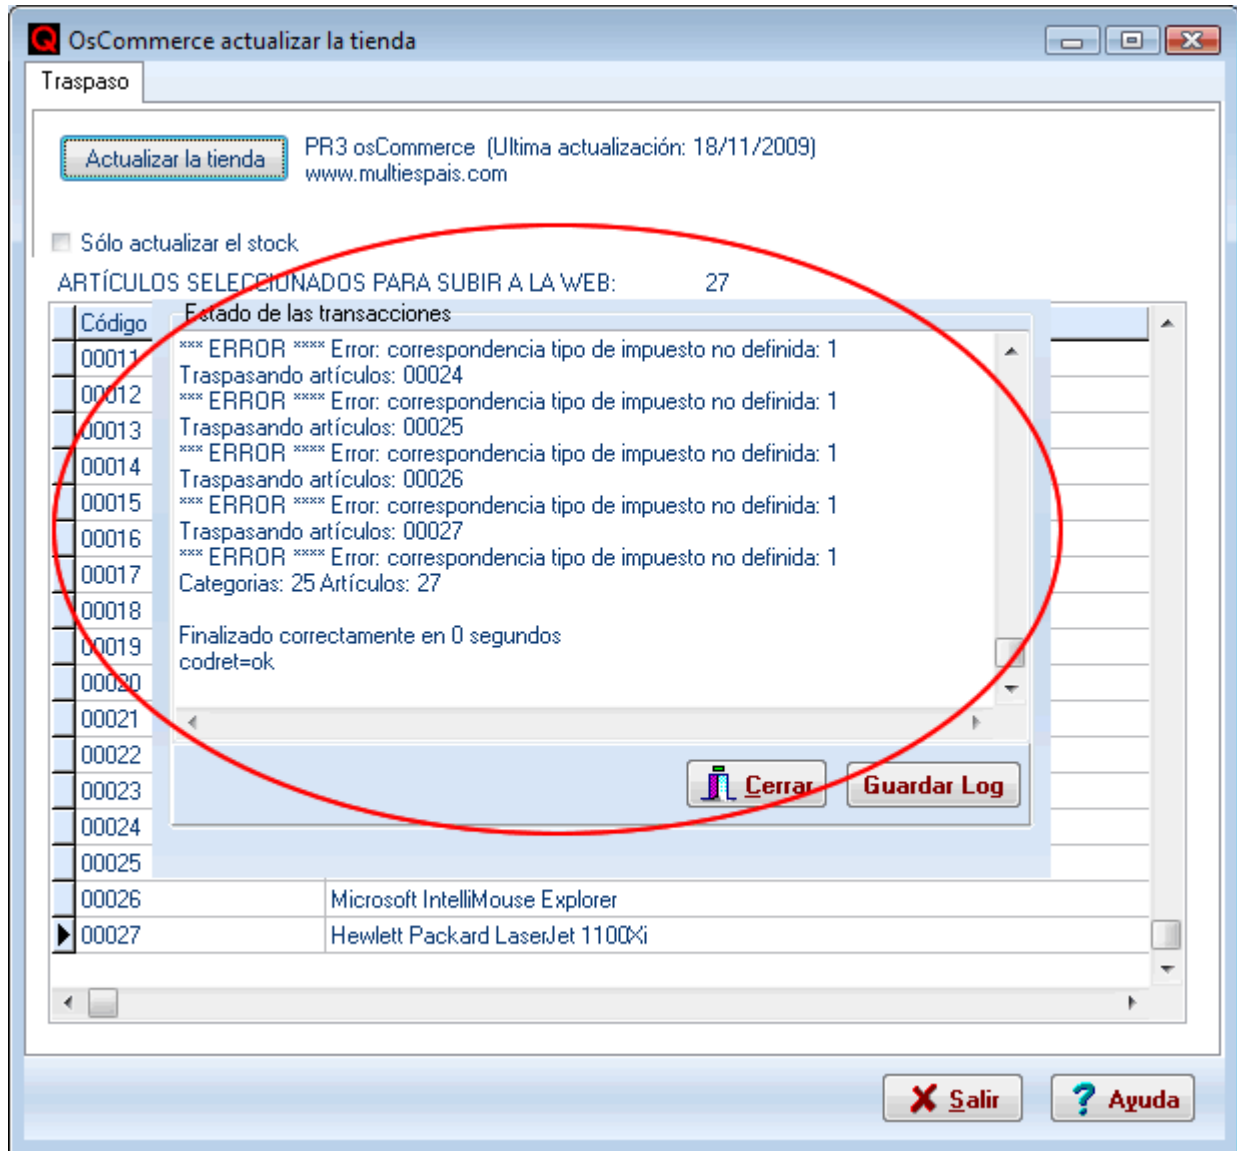 OsCommerce actualizar la tienda
Traspaso
Actualizar la tienda
PR3 osCommerce (Ultima actualización: 18/11/2009)
www.multiespais.com
Sólo actualizar el stock
ARTÍCULOS SELECCIONADOS PARA SUBIR A LA WEB: 27
Código
Estado de las transacciones
*** ERROR **** Error: correspondencia tipo de impuesto no definida: 1
Traspasando artículos: 00024
*** ERROR **** Error: correspondencia tipo de impuesto no definida: 1
Traspasando artículos: 00025
*** ERROR **** Error: correspondencia tipo de impuesto no definida: 1
Traspasando artículos: 00026
*** ERROR **** Error: correspondencia tipo de impuesto no definida: 1
Traspasando artículos: 00027
*** ERROR **** Error: correspondencia tipo de impuesto no definida: 1
Categorias: 25 Artículos: 27
Finalizado correctamente en 0 segundos
codret=ok
Cerrar
Guardar Log
00011
00012
00013
00014
00015
00016
00017
00018
00019
00020
00021
00022
00023
00024
00025
00026 Microsoft IntelliMouse Explorer
00027 Hewlett Packard LaserJet 1100Xi
Salir
Ayuda